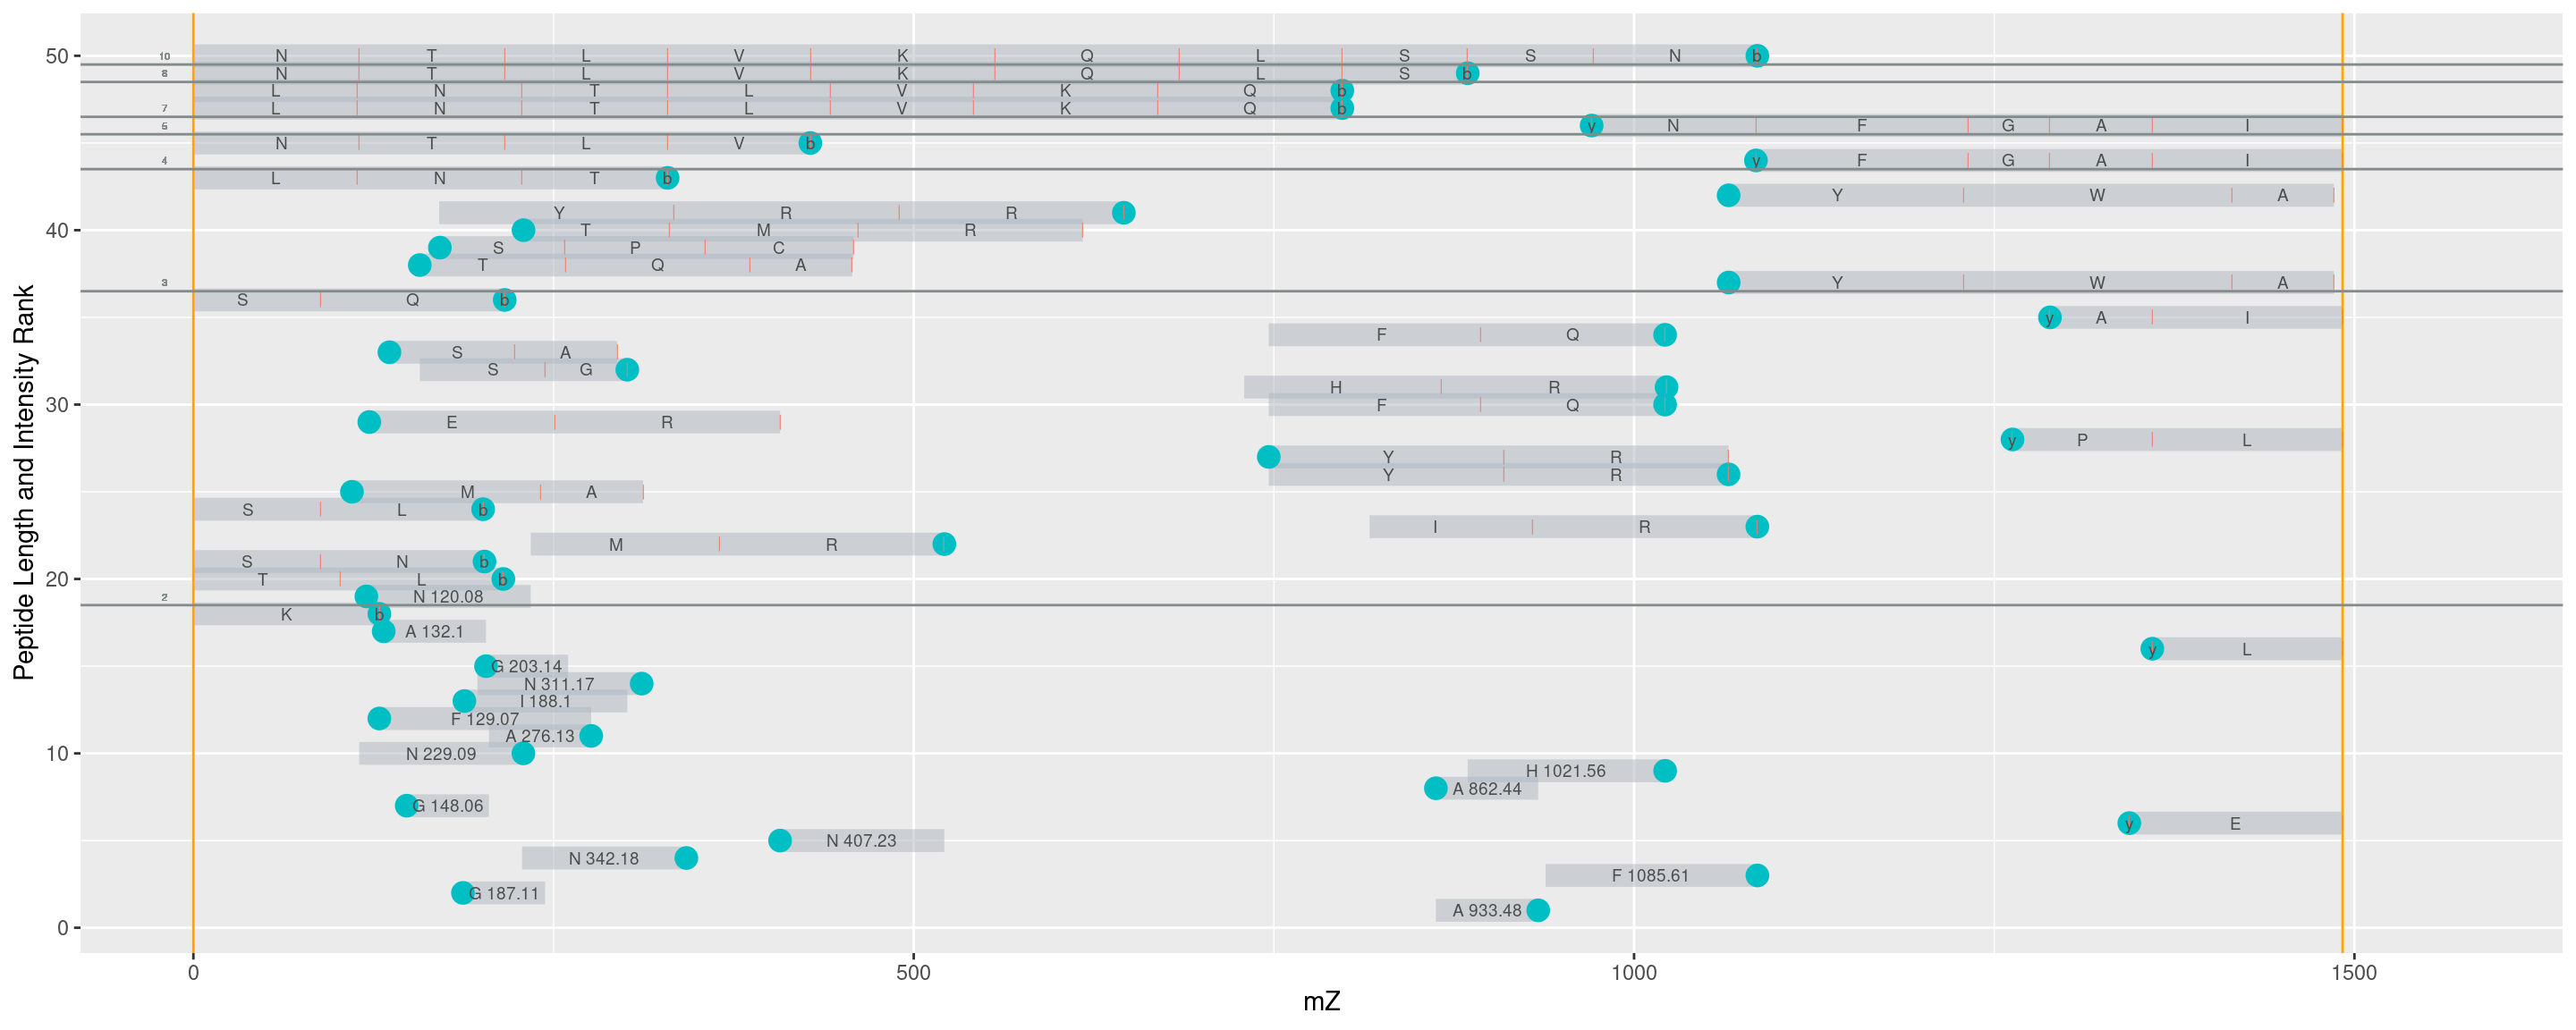 50 10 N T L V K Q L S S N b
8 N T L V K Q L S b
L N T L V K Q b
7 L N T L V K Q b
5 y N F G A I
N T L V b
4 y F G A I
L N T b
Y W A
Y R R
40 T M R
S P C
T Q A
3 Y W A
S Q b
y A I
F Q
S A
S G
H R
30 F Q
E R
y P L
Y R
Y R
M A
S L b
I R
M R
S N b
20 T L b
2 N 120.08
K b
A 132.1
y L
G 203.14
N 311.17
I 188.1
F 129.07
A 276.13
10 N 229.09
H 1021.56
A 862.44
G 148.06
y E
N 407.23
N 342.18
F 1085.61
G 187.11
A 933.48
0
0 500 1000 1500
mZ
Peptide Length and Intensity Rank